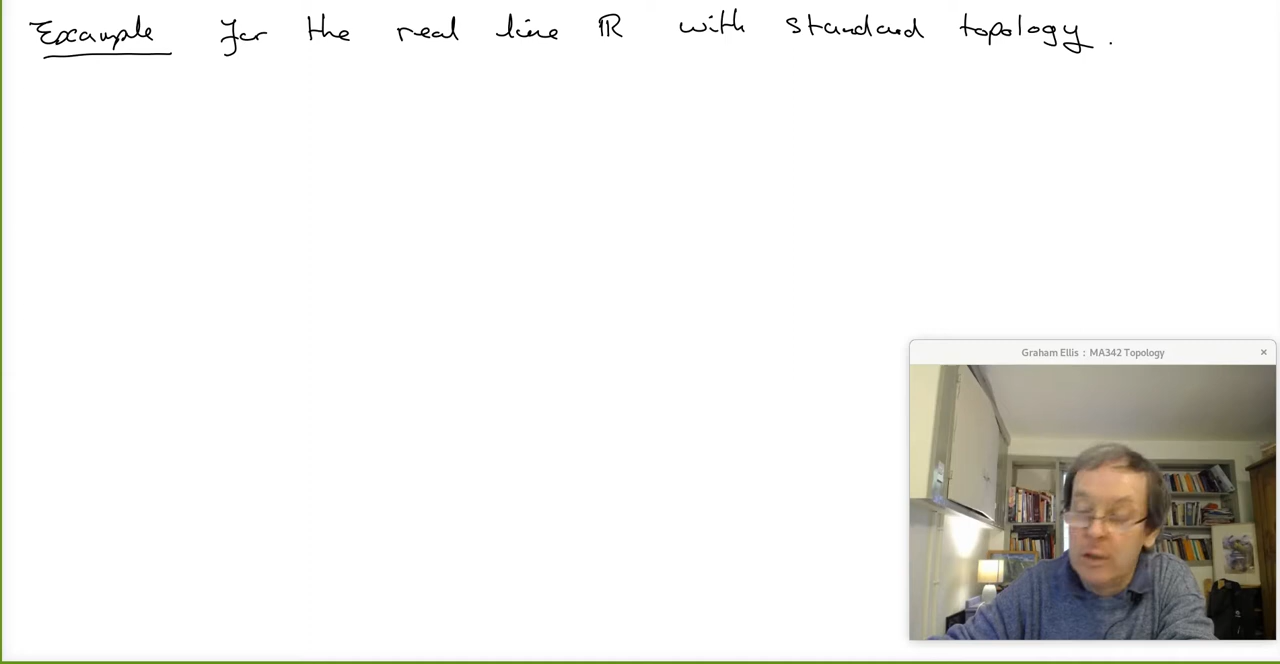 Example for the real line ℝ with standard topology.
Graham Ellis : MA342 Topology ×